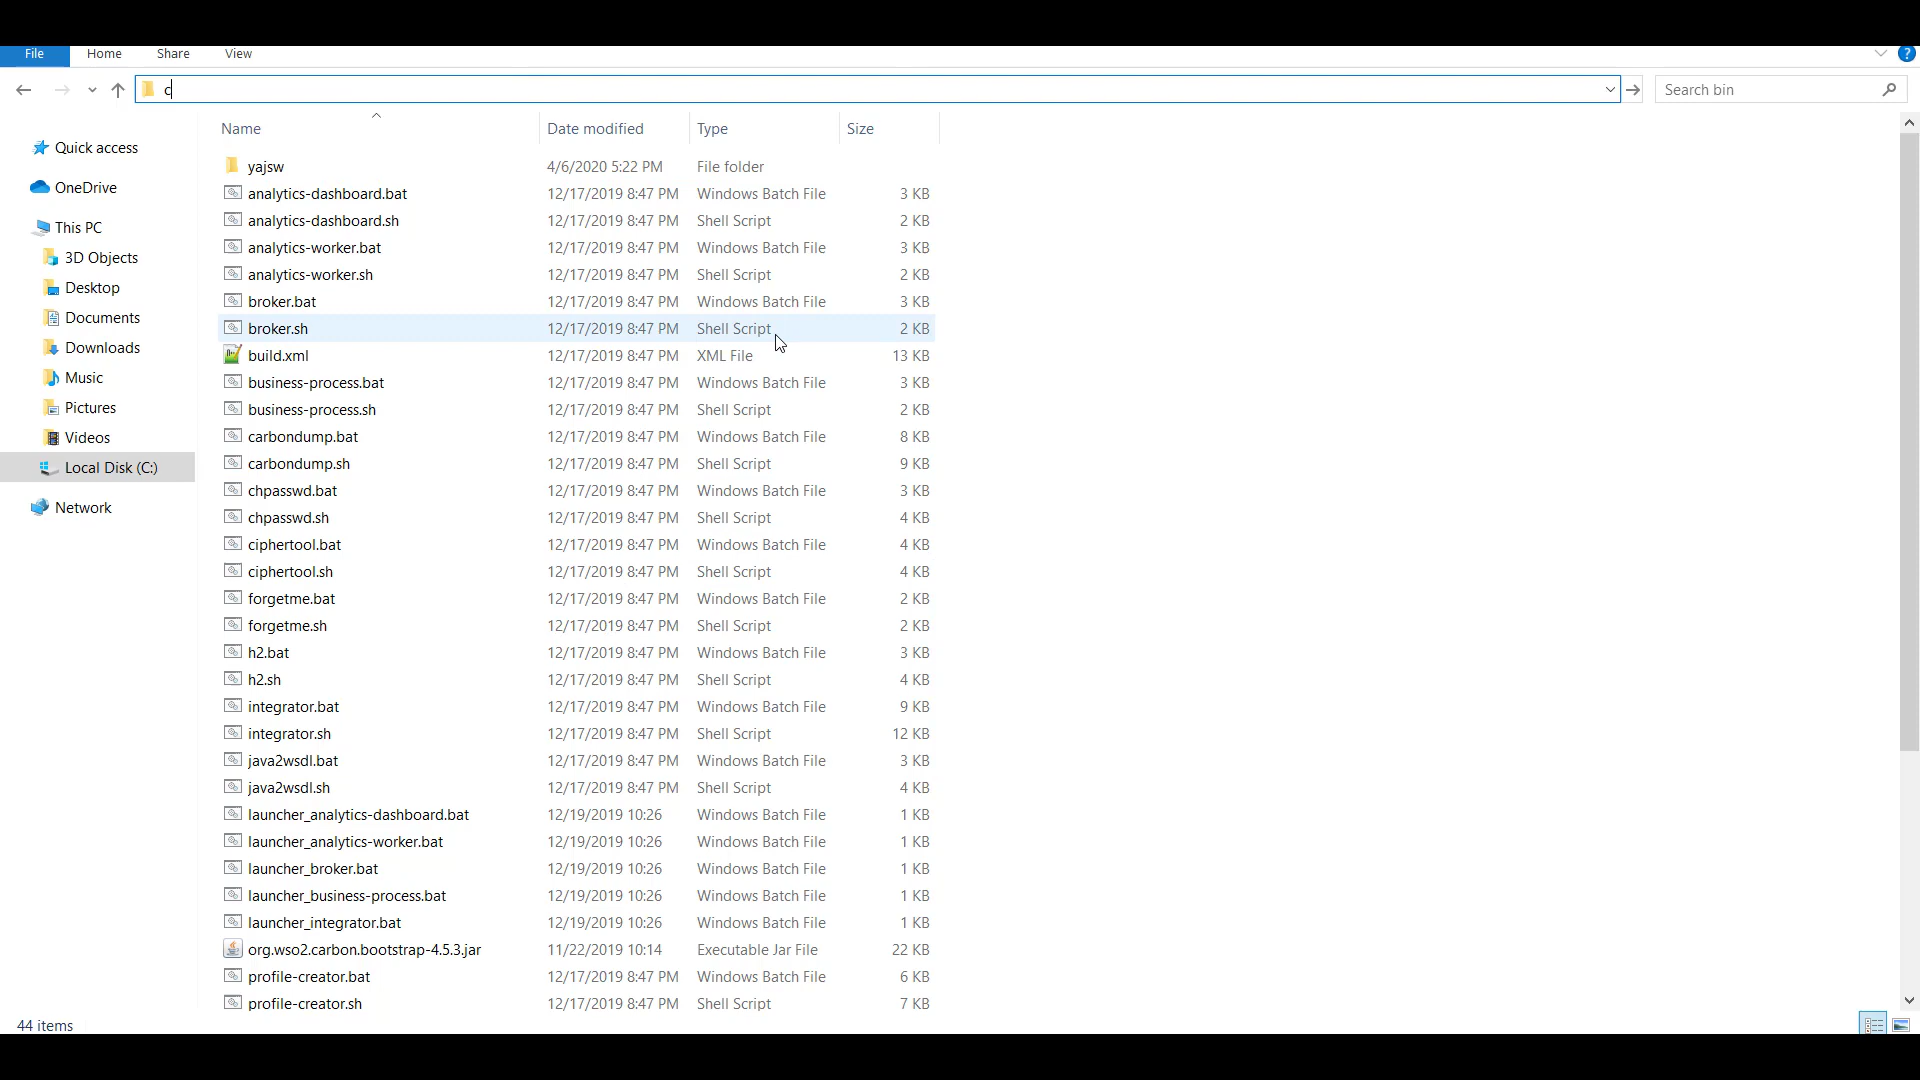 File Home Share View ?
c Search bin
Name Date modified Type Size
Quick access
OneDrive
This PC
3D Objects
Desktop
Documents
Downloads
Music
Pictures
Videos
Local Disk (C:)
Network
yajsw 4/6/2020 5:22 PM File folder
analytics-dashboard.bat 12/17/2019 8:47 PM Windows Batch File 3 KB
analytics-dashboard.sh 12/17/2019 8:47 PM Shell Script 2 KB
analytics-worker.bat 12/17/2019 8:47 PM Windows Batch File 3 KB
analytics-worker.sh 12/17/2019 8:47 PM Shell Script 2 KB
broker.bat 12/17/2019 8:47 PM Windows Batch File 3 KB
broker.sh 12/17/2019 8:47 PM Shell Script 2 KB
build.xml 12/17/2019 8:47 PM XML File 13 KB
business-process.bat 12/17/2019 8:47 PM Windows Batch File 3 KB
business-process.sh 12/17/2019 8:47 PM Shell Script 2 KB
carbondump.bat 12/17/2019 8:47 PM Windows Batch File 8 KB
carbondump.sh 12/17/2019 8:47 PM Shell Script 9 KB
chpasswd.bat 12/17/2019 8:47 PM Windows Batch File 3 KB
chpasswd.sh 12/17/2019 8:47 PM Shell Script 4 KB
ciphertool.bat 12/17/2019 8:47 PM Windows Batch File 4 KB
ciphertool.sh 12/17/2019 8:47 PM Shell Script 4 KB
forgetme.bat 12/17/2019 8:47 PM Windows Batch File 2 KB
forgetme.sh 12/17/2019 8:47 PM Shell Script 2 KB
h2.bat 12/17/2019 8:47 PM Windows Batch File 3 KB
h2.sh 12/17/2019 8:47 PM Shell Script 4 KB
integrator.bat 12/17/2019 8:47 PM Windows Batch File 9 KB
integrator.sh 12/17/2019 8:47 PM Shell Script 12 KB
java2wsdl.bat 12/17/2019 8:47 PM Windows Batch File 3 KB
java2wsdl.sh 12/17/2019 8:47 PM Shell Script 4 KB
launcher_analytics-dashboard.bat 12/19/2019 10:26 Windows Batch File 1 KB
launcher_analytics-worker.bat 12/19/2019 10:26 Windows Batch File 1 KB
launcher_broker.bat 12/19/2019 10:26 Windows Batch File 1 KB
launcher_business-process.bat 12/19/2019 10:26 Windows Batch File 1 KB
launcher_integrator.bat 12/19/2019 10:26 Windows Batch File 1 KB
org.wso2.carbon.bootstrap-4.5.3.jar 11/22/2019 10:14 Executable Jar File 22 KB
profile-creator.bat 12/17/2019 8:47 PM Windows Batch File 6 KB
profile-creator.sh 12/17/2019 8:47 PM Shell Script 7 KB
44 items